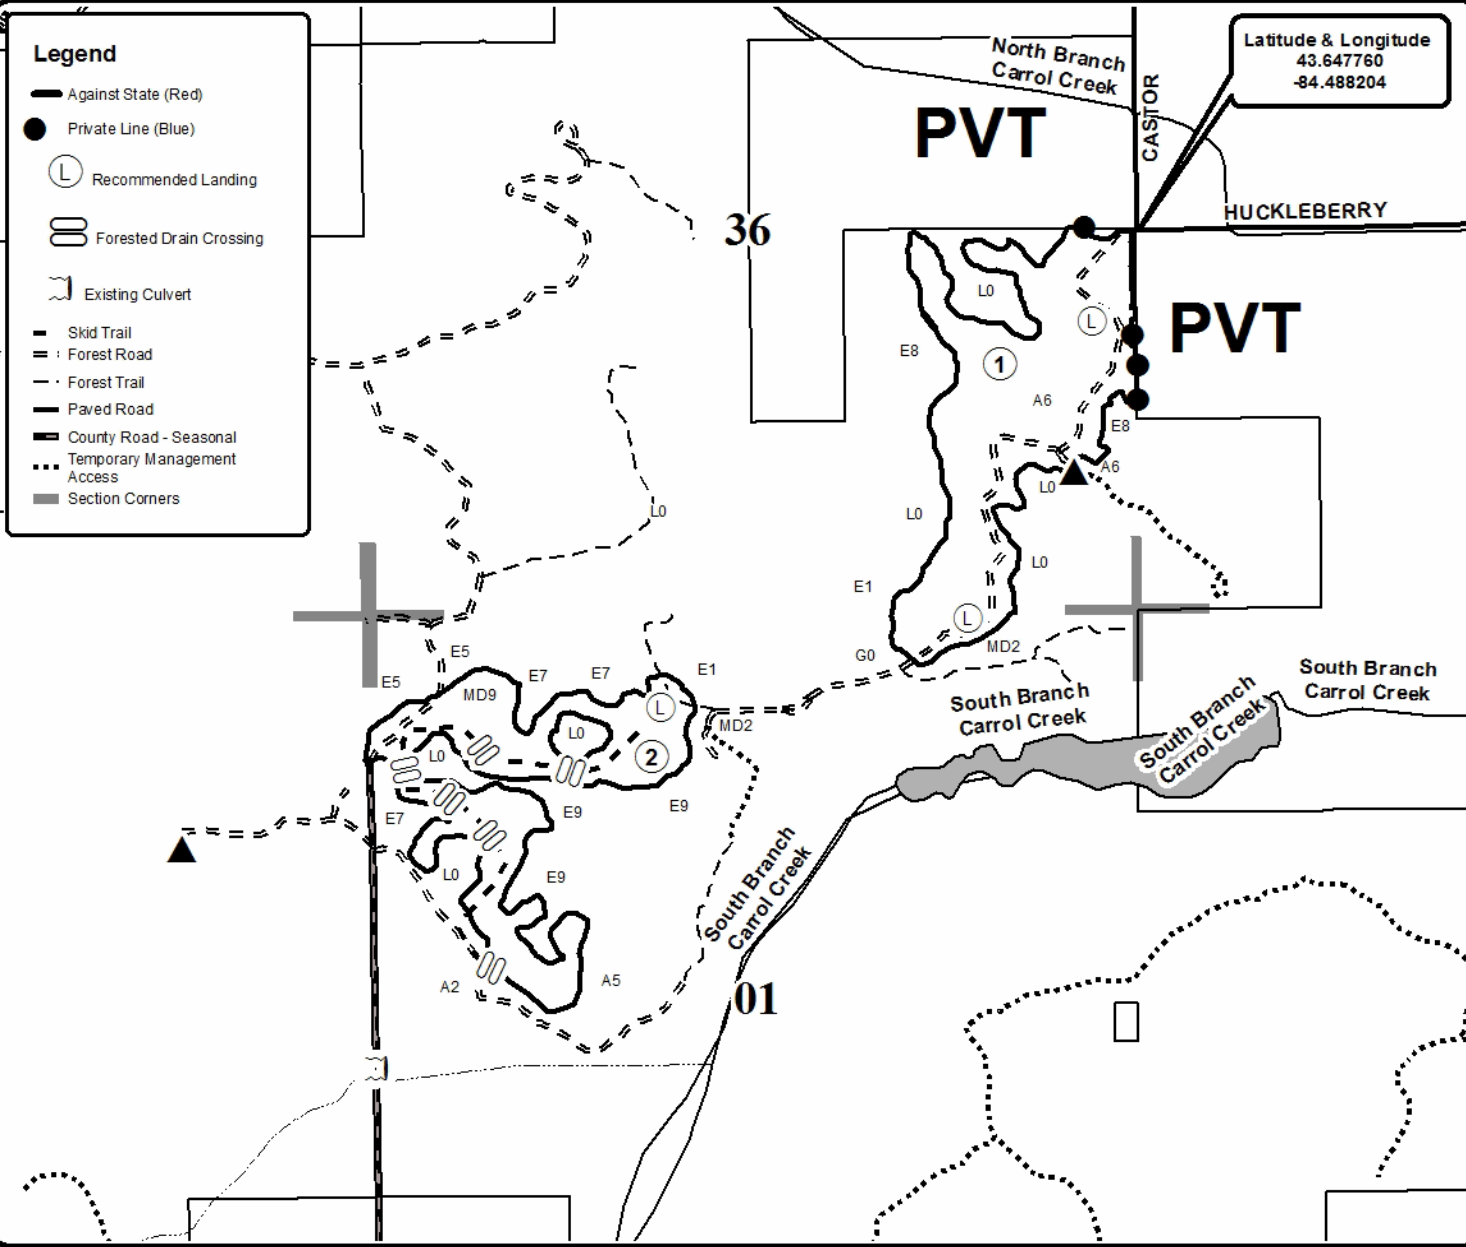 Legend
Against State (Red)
Private Line (Blue)
L Recommended Landing
Forested Drain Crossing
Existing Culvert
Skid Trail
Forest Road
Forest Trail
Paved Road
County Road - Seasonal
Temporary Management
Access
Section Corners
Latitude & Longitude
43.647760
-84.488204
North Branch
Carrol Creek
CASTOR
PVT
HUCKLEBERRY
36
L0
L
PVT
E8
1
A6
E8
A6
L0
L0
L0
L0
E1
L
MD2
G0
E5
E5
MD9
E7
E7
E1
L
MD2
L0
L0
2
E7
E9
E9
L0
E9
A2
A5
South Branch
Carrol Creek
South Branch
Carrol Creek
South Branch
Carrol Creek
South Branch
Carrol Creek
01